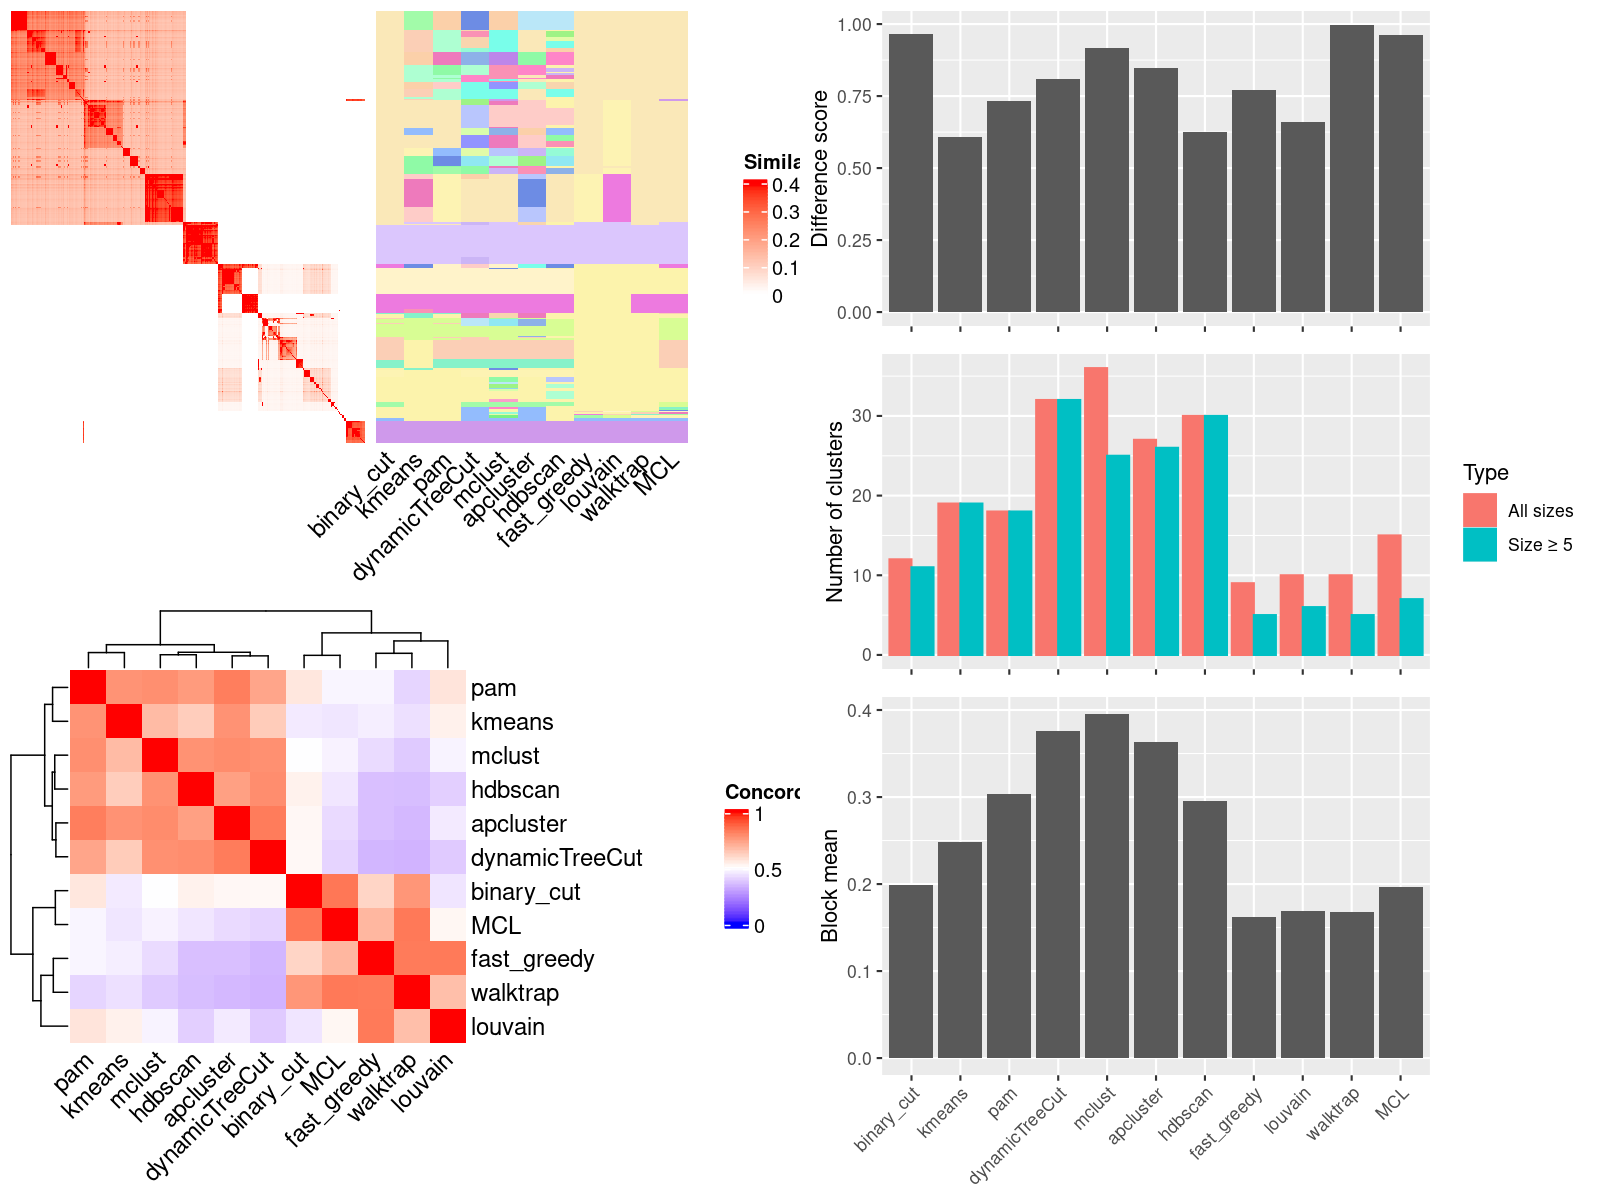 Simila
0.4
0.3
0.2
0.1
0
binary_cut
kmeans
pam
dynamicTreeCut
mclust
apcluster
hdbscan
fast_greedy
louvain
walktrap
MCL
Difference score
1.00
0.75
0.50
0.25
0.00
Number of clusters
30
20
10
0
Type
All sizes
Size ≥ 5
pam
kmeans
mclust
hdbscan
apcluster
dynamicTreeCut
binary_cut
MCL
fast_greedy
walktrap
louvain
pam
kmeans
mclust
hdbscan
apcluster
dynamicTreeCut
binary_cut
MCL
fast_greedy
walktrap
louvain
Concord
1
0.5
0
Block mean
0.4
0.3
0.2
0.1
0.0
binary_cut
kmeans
pam
dynamicTreeCut
mclust
apcluster
hdbscan
fast_greedy
louvain
walktrap
MCL